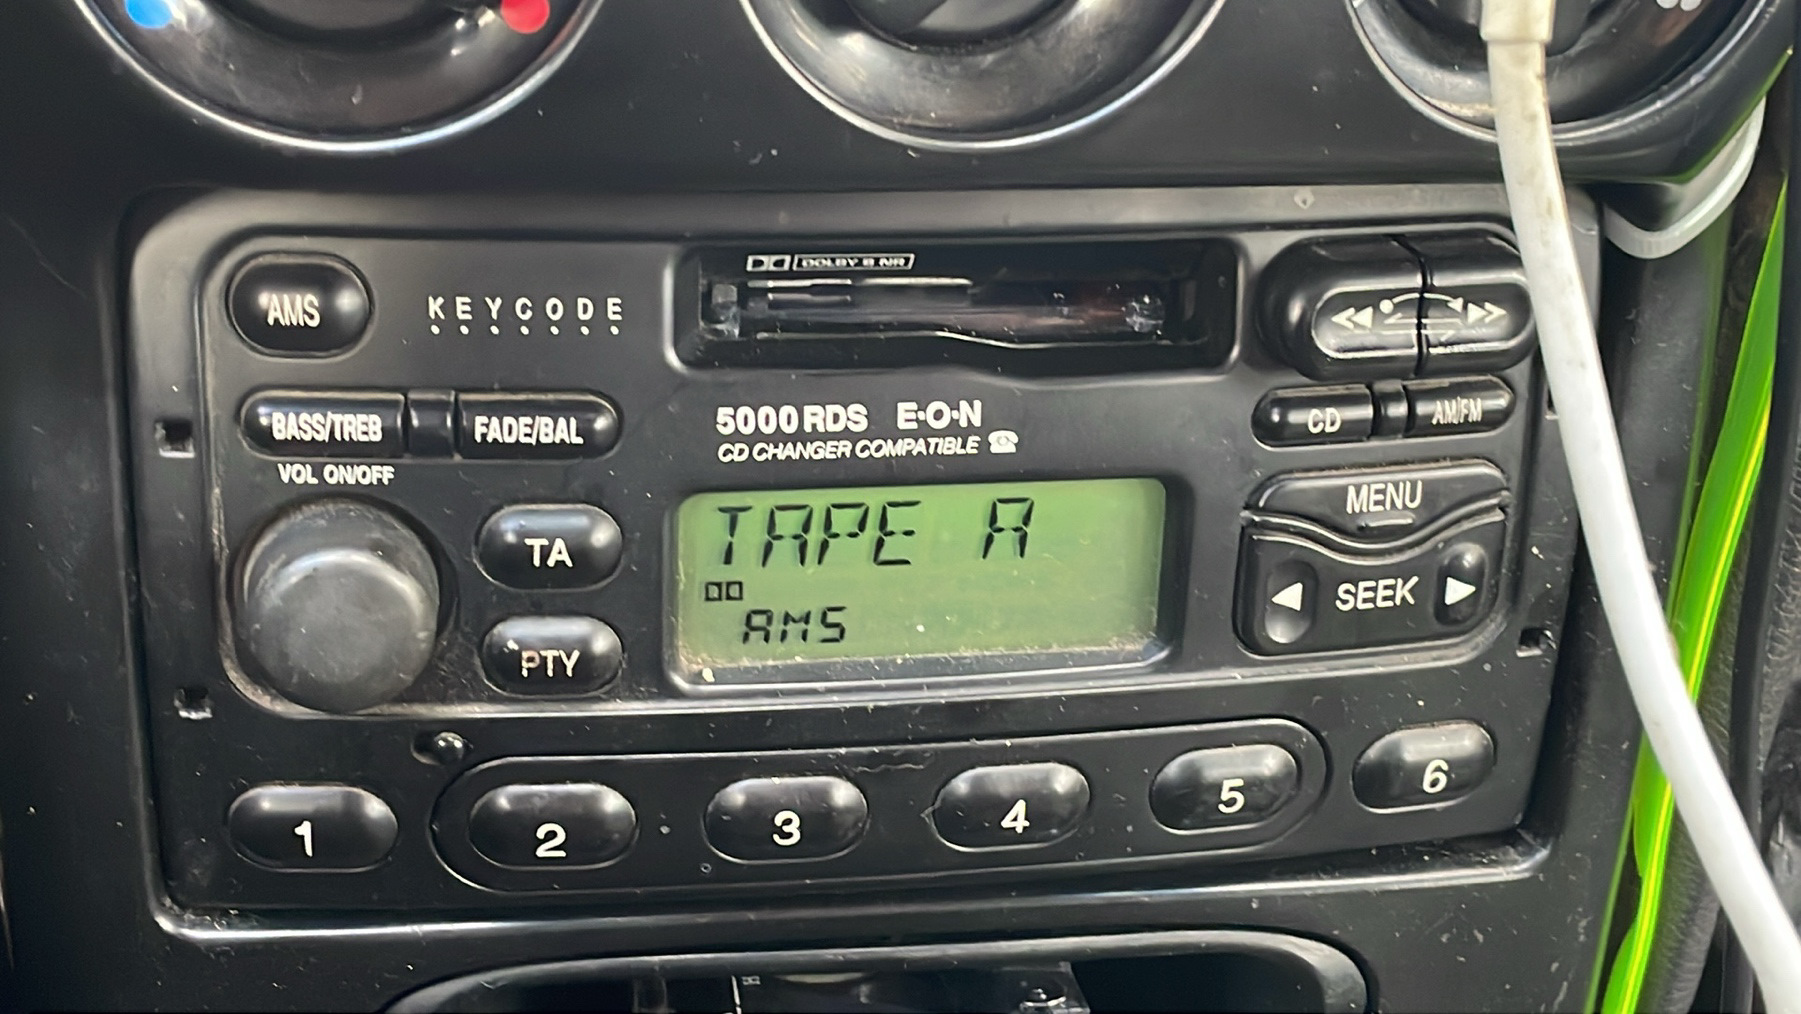 DOLBY B NR
AMS
KEYCODE
BASS/TREB
FADE/BAL
VOL ON/OFF
5000 RDS E·O·N
CD CHANGER COMPATIBLE
CD
AM/FM
TA
PTY
TAPE A
AMS
MENU
SEEK
1
2
3
4
5
6